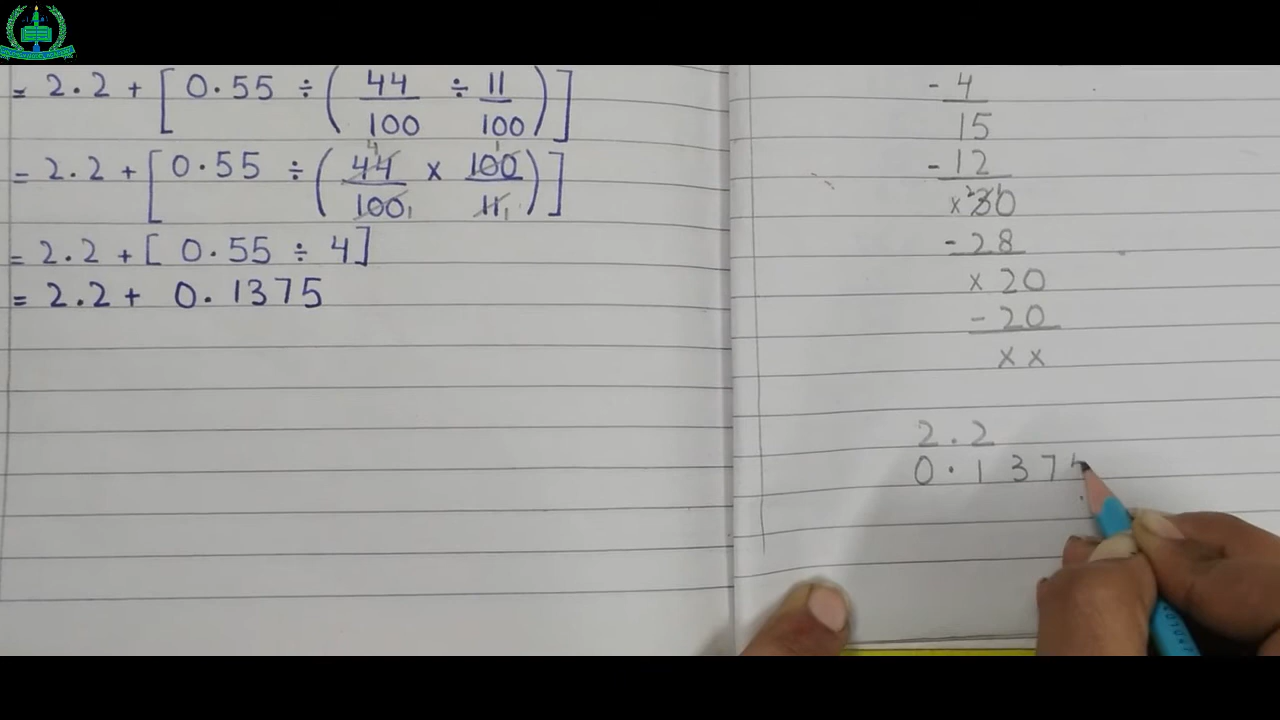 = 2.2 + [ 0.55 ÷ ( 44/100 ÷ 11/100 ) ]
= 2.2 + [ 0.55 ÷ ( 44/100 × 100/11 ) ]
= 2.2 + [ 0.55 ÷ 4 ]
= 2.2 + 0.1375
- 4
15
- 12
× 30
- 28
× 20
- 20
× ×
2.2
0.137